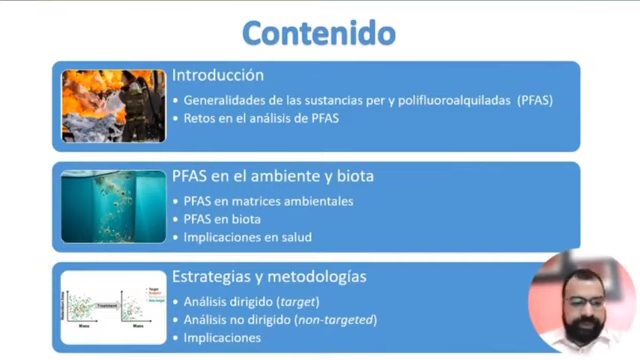 Contenido
Introducción
• Generalidades de las sustancias per y polifluoroalquiladas (PFAS)
• Retos en el análisis de PFAS
PFAS en el ambiente y biota
• PFAS en matrices ambientales
• PFAS en biota
• Implicaciones en salud
Estrategias y metodologías
• Análisis dirigido (target)
• Análisis no dirigido (non-targeted)
• Implicaciones